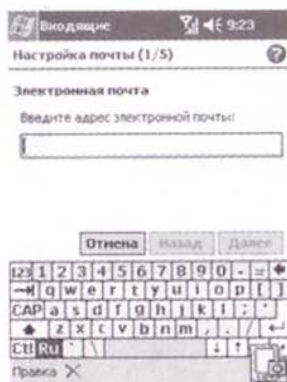 Входящие 9:23
Настройка почты (1/5) ?
Электронная почта
Введите адрес электронной почты:
Отмена Назад Далее
123 1 2 3 4 5 6 7 8 9 0 - =
q w e r t y u i o p [ ]
CAP a s d f g h j k l ; '
z x c v b n m , . /
Ctl Ru ` \
Правка